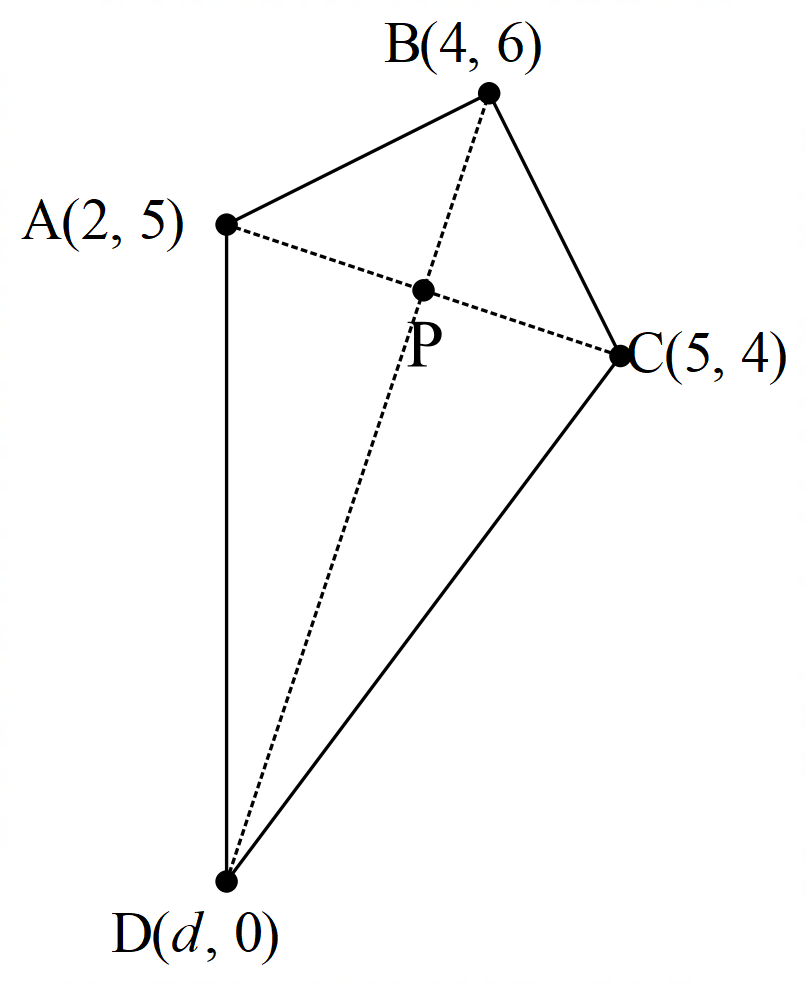 B(4, 6)
A(2, 5)
P
C(5, 4)
D(d, 0)